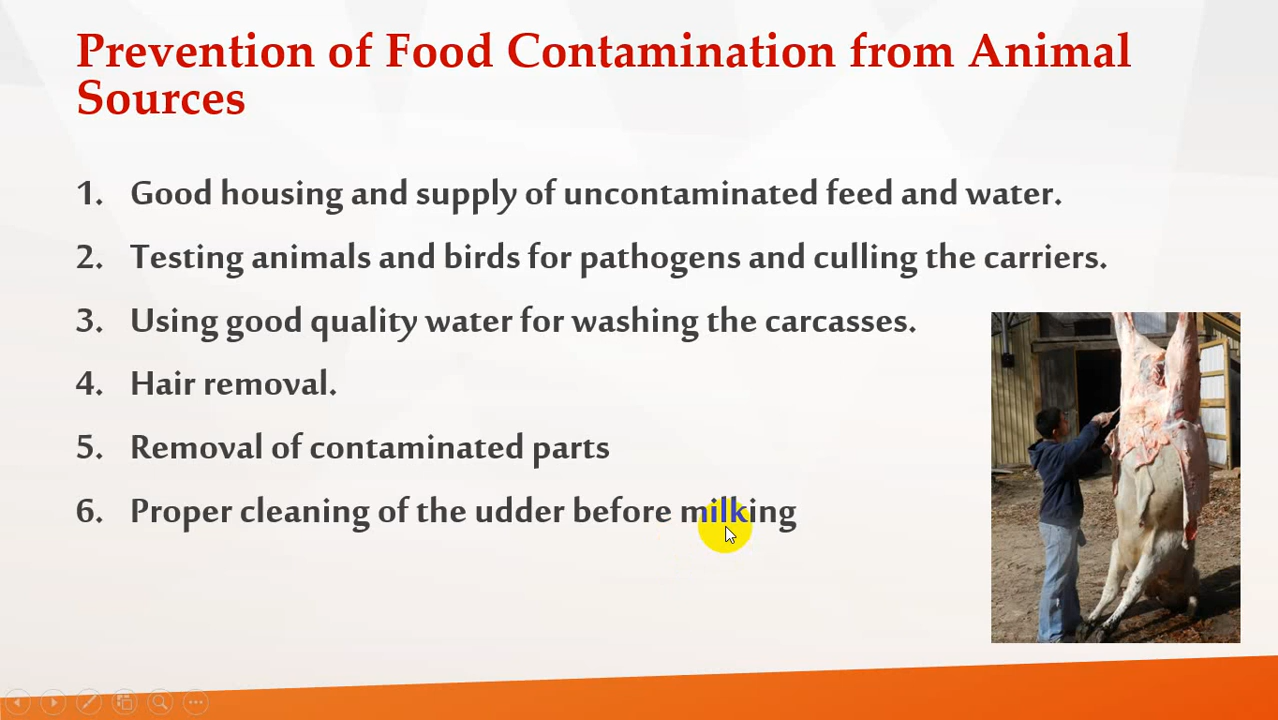 Prevention of Food Contamination from Animal
Sources
1. Good housing and supply of uncontaminated feed and water.
2. Testing animals and birds for pathogens and culling the carriers.
3. Using good quality water for washing the carcasses.
4. Hair removal.
5. Removal of contaminated parts
6. Proper cleaning of the udder before milking